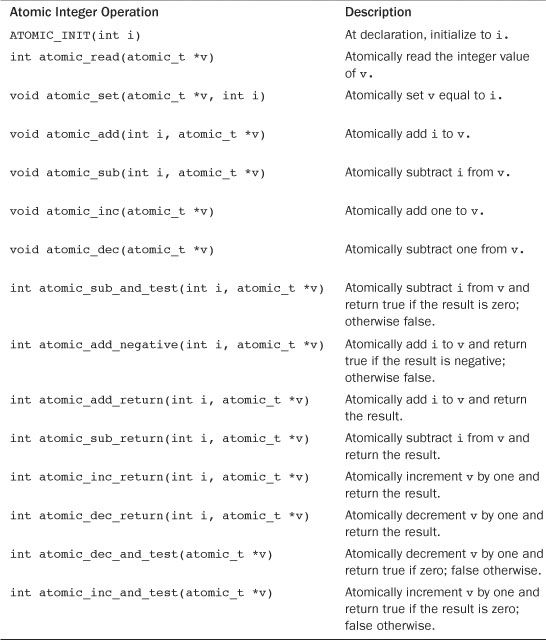 Atomic Integer Operation Description
ATOMIC_INIT(int i) At declaration, initialize to i.
int atomic_read(atomic_t *v) Atomically read the integer value
of v.
void atomic_set(atomic_t *v, int i) Atomically set v equal to i.
void atomic_add(int i, atomic_t *v) Atomically add i to v.
void atomic_sub(int i, atomic_t *v) Atomically subtract i from v.
void atomic_inc(atomic_t *v) Atomically add one to v.
void atomic_dec(atomic_t *v) Atomically subtract one from v.
int atomic_sub_and_test(int i, atomic_t *v) Atomically subtract i from v and
return true if the result is zero;
otherwise false.
int atomic_add_negative(int i, atomic_t *v) Atomically add i to v and return
true if the result is negative;
otherwise false.
int atomic_add_return(int i, atomic_t *v) Atomically add i to v and return
the result.
int atomic_sub_return(int i, atomic_t *v) Atomically subtract i from v and
return the result.
int atomic_inc_return(int i, atomic_t *v) Atomically increment v by one and
return the result.
int atomic_dec_return(int i, atomic_t *v) Atomically decrement v by one and
return the result.
int atomic_dec_and_test(atomic_t *v) Atomically decrement v by one and
return true if zero; false otherwise.
int atomic_inc_and_test(atomic_t *v) Atomically increment v by one and
return true if the result is zero;
false otherwise.